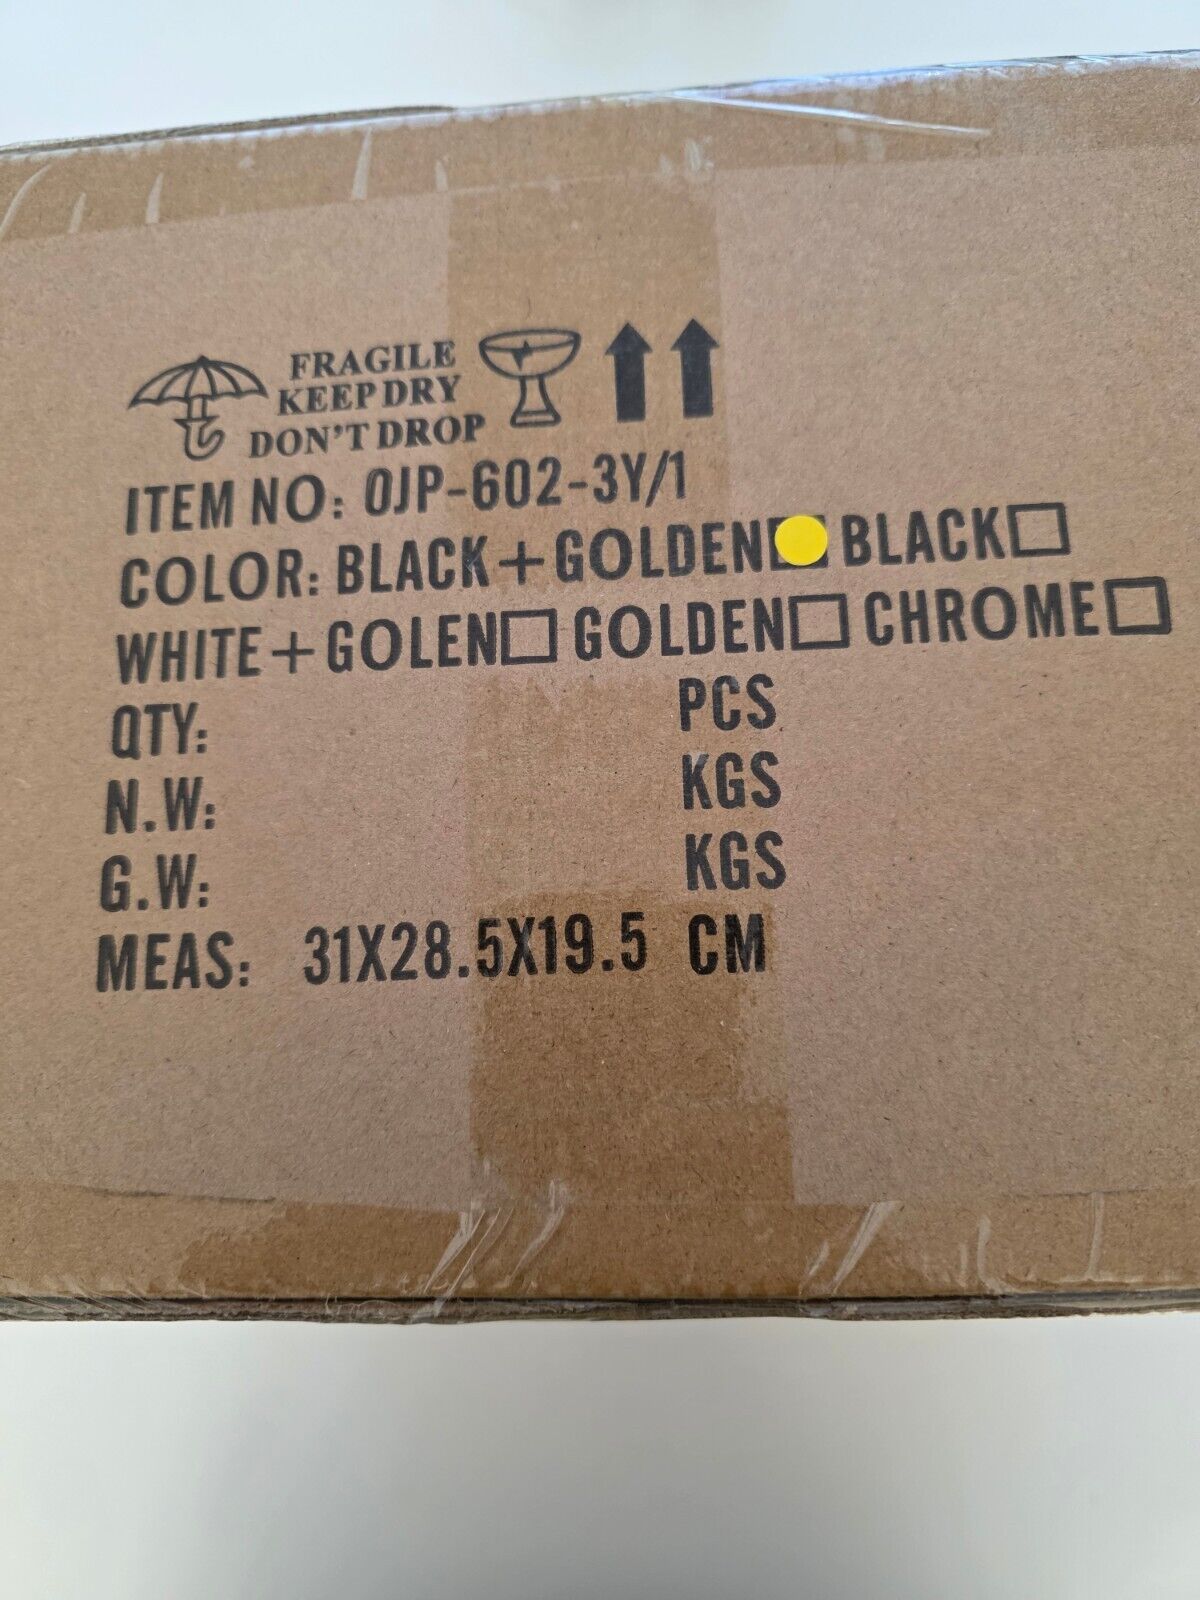 FRAGILE
KEEP DRY
DON'T DROP
ITEM NO: OJP-602-3Y/1
COLOR: BLACK+GOLDEN BLACK□
WHITE+GOLEN□ GOLDEN□ CHROME□
QTY: PCS
N.W: KGS
G.W: KGS
MEAS: 31X28.5X19.5 CM